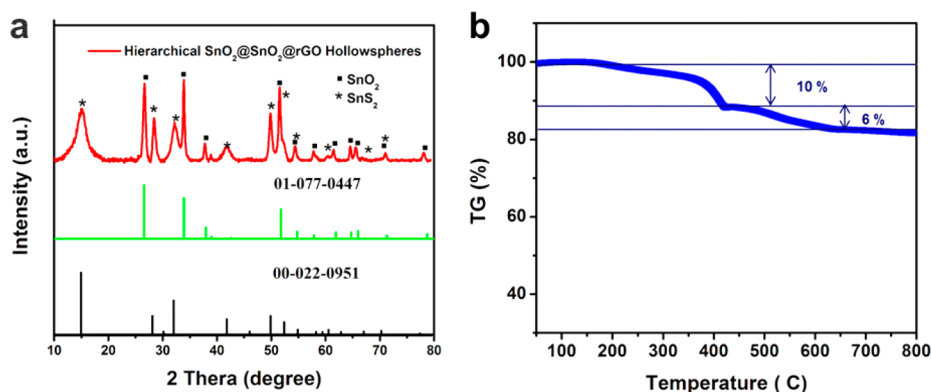 a
Hierarchical SnO2@SnO2@rGO Hollowspheres
■ SnO2
* SnS2
01-077-0447
00-022-0951
Intensity (a.u.)
10 20 30 40 50 60 70 80
2 Thera (degree)
b
100
80
60
40
10 %
6 %
TG (%)
100 200 300 400 500 600 700 800
Temperature ( C)